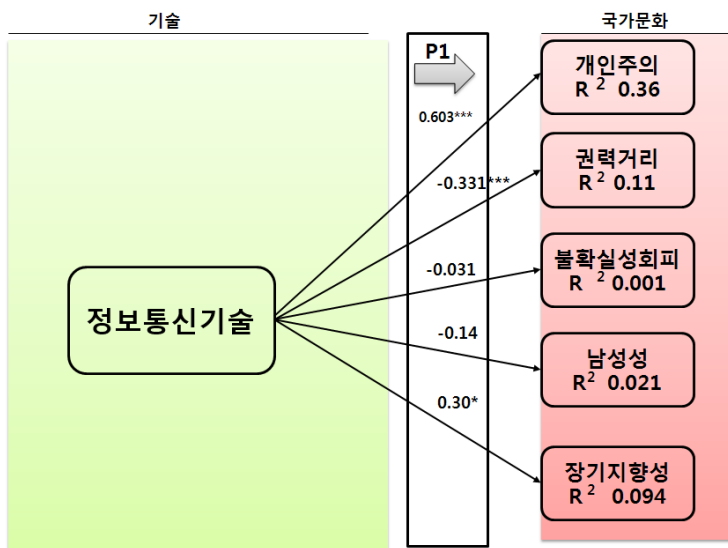 기술
국가문화
P1
개인주의
R ² 0.36
0.603***
권력거리
R ² 0.11
-0.331***
불확실성회피
R ² 0.001
-0.031
정보통신기술
-0.14
남성성
R² 0.021
0.30*
장기지향성
R ² 0.094